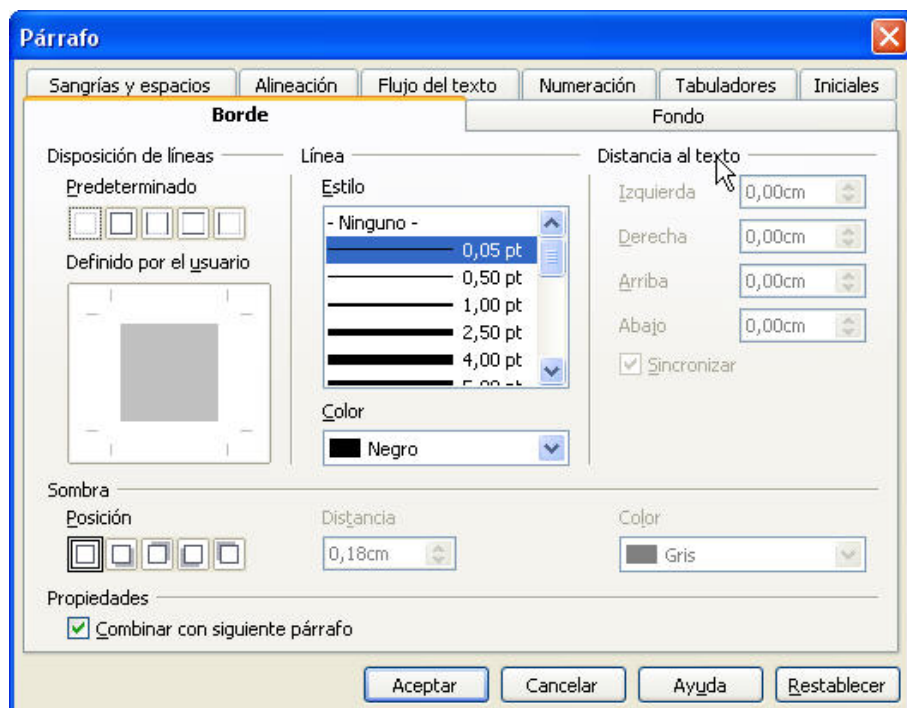 Párrafo
Sangrías y espacios Alineación Flujo del texto Numeración Tabuladores Iniciales
Borde Fondo
Disposición de líneas Línea Distancia al texto
Predeterminado Estilo Izquierda 0,00cm
- Ninguno -
0,05 pt Derecha 0,00cm
Definido por el usuario 0,50 pt
1,00 pt Arriba 0,00cm
2,50 pt Abajo 0,00cm
4,00 pt Sincronizar
5,00 pt
Color
Negro
Sombra
Posición Distancia Color
0,18cm Gris
Propiedades
Combinar con siguiente párrafo
Aceptar Cancelar Ayuda Restablecer